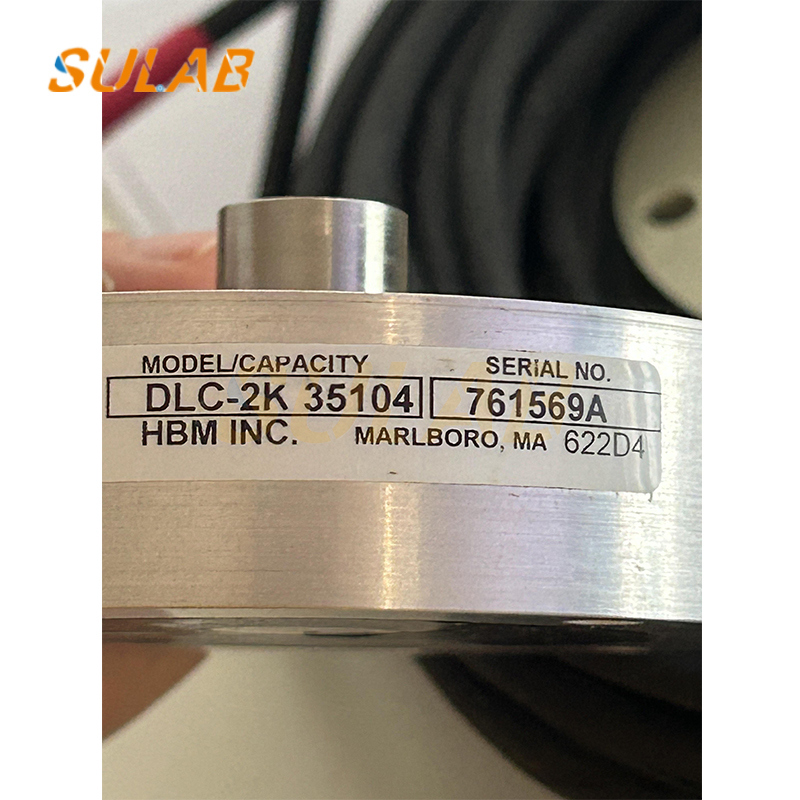 SULAB
MODEL/CAPACITY SERIAL NO.
DLC-2K 35104 761569A
HBM INC. MARLBORO, MA 622D4